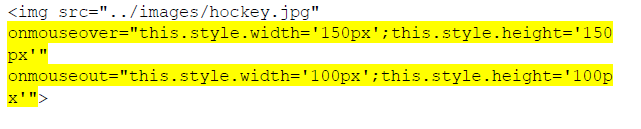 <img src="../images/hockey.jpg"
onmouseover="this.style.width='150px';this.style.height='150
px'"
onmouseout="this.style.width='100px';this.style.height='100p
x'">